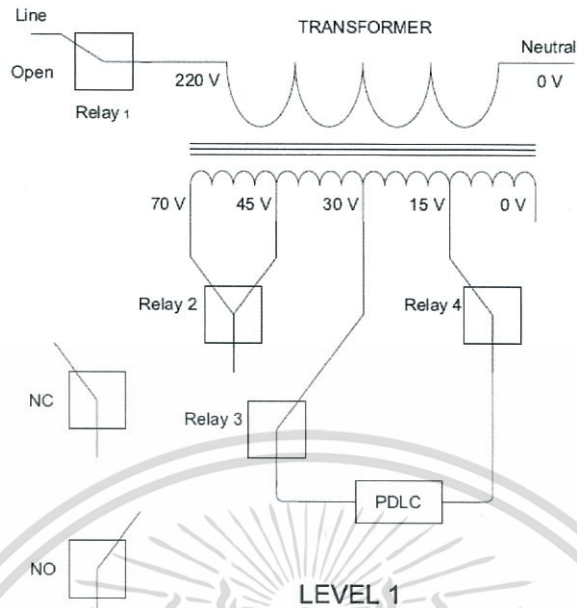 Line
TRANSFORMER
Neutral
Open
220 V
0 V
Relay 1
70 V 45 V 30 V 15 V 0 V
Relay 2
Relay 4
NC
Relay 3
PDLC
NO
LEVEL 1